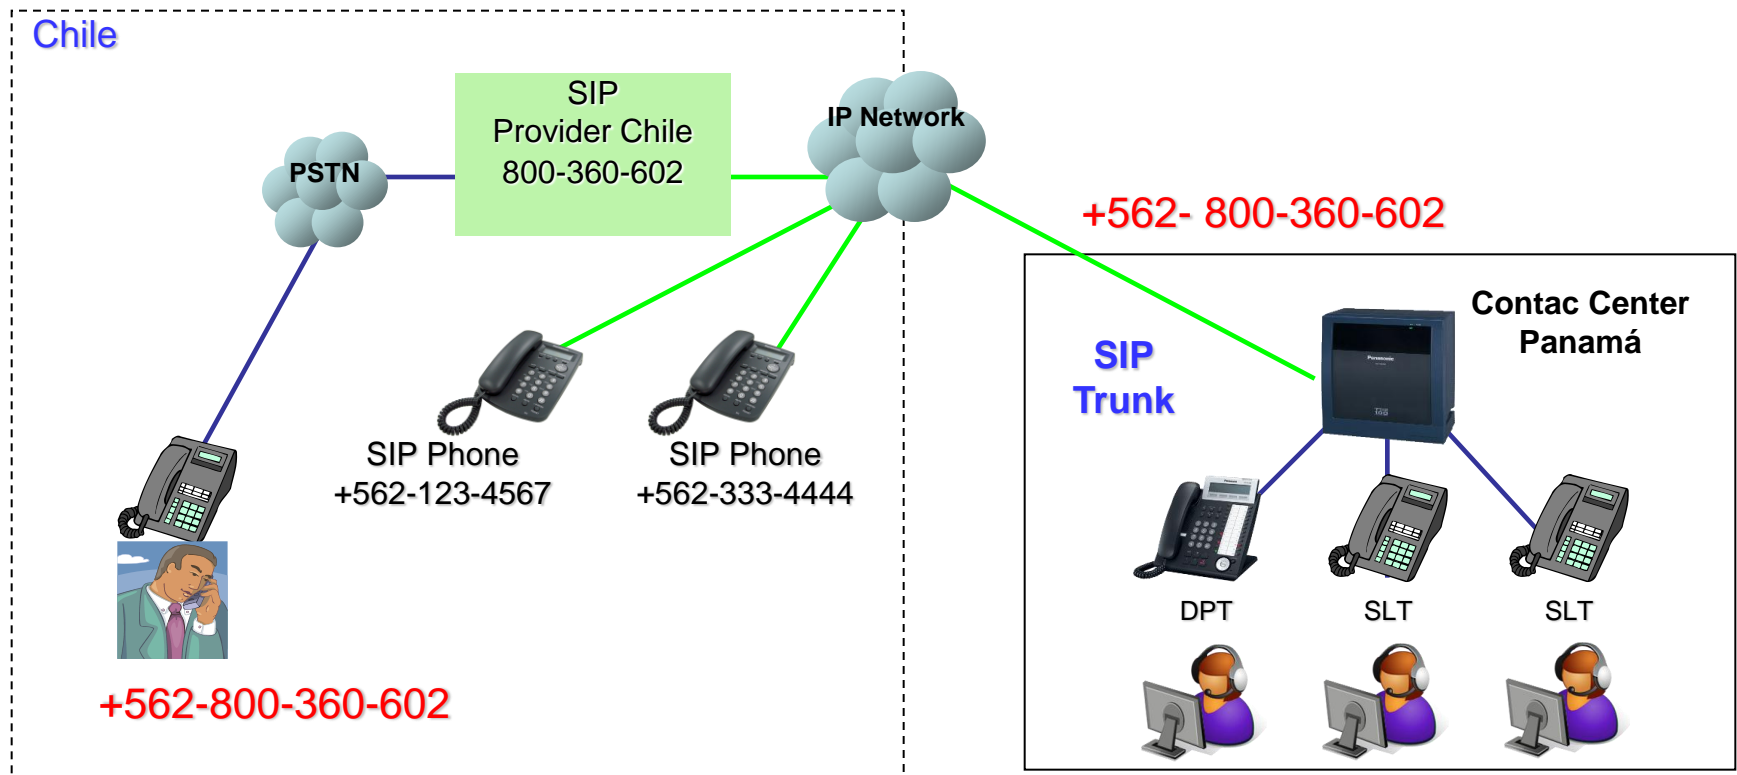 Chile
SIP
Provider Chile
800-360-602
PSTN
IP Network
+562- 800-360-602
SIP Phone
+562-123-4567
SIP Phone
+562-333-4444
+562-800-360-602
Contac Center
Panamá
SIP
Trunk
Panasonic
DPT
SLT
SLT